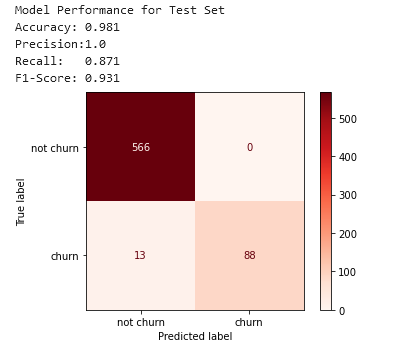 Model Performance for Test Set
Accuracy: 0.981
Precision:1.0
Recall: 0.871
F1-Score: 0.931
not churn
566
0
500
400
300
True label
200
churn
13
88
100
0
not churn
churn
Predicted label